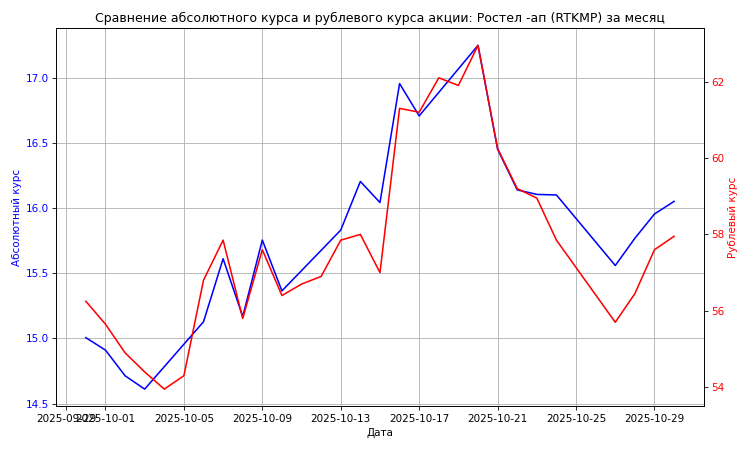 Сравнение абсолютного курса и рублевого курса акции: Ростел -ап (RTKMP) за месяц
Абсолютный курс
17.0
16.5
16.0
15.5
15.0
14.5
62
60
58
56
54
Рублевый курс
2025-09-29 2025-10-01 2025-10-05 2025-10-09 2025-10-13 2025-10-17 2025-10-21 2025-10-25 2025-10-29
Дата